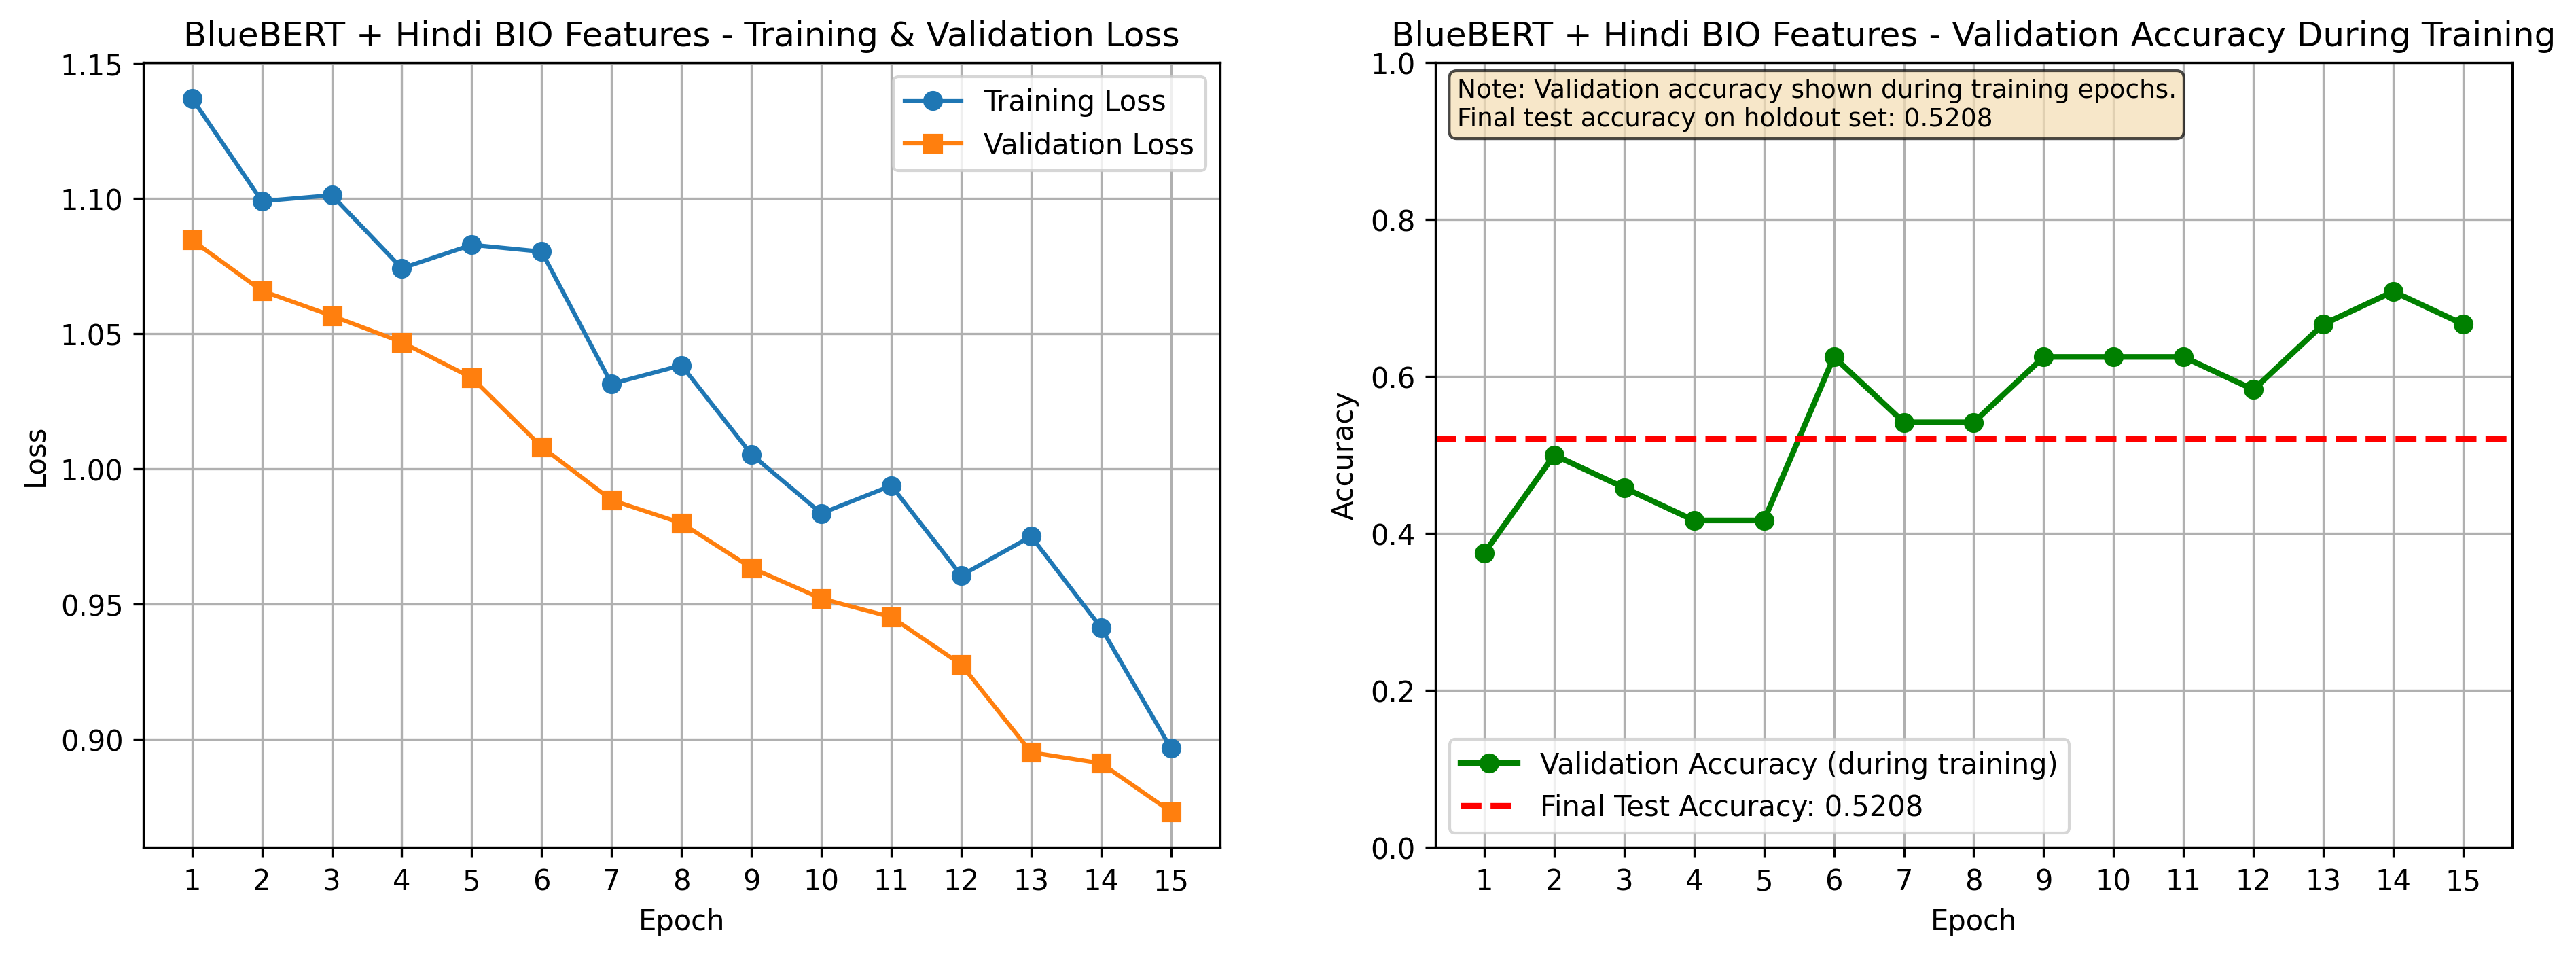 BlueBERT + Hindi BIO Features - Training & Validation Loss
1.15
1.10
1.05
1.00
0.95
0.90
Loss
Training Loss
Validation Loss
1 2 3 4 5 6 7 8 9 10 11 12 13 14 15
Epoch
BlueBERT + Hindi BIO Features - Validation Accuracy During Training
1.0
0.8
0.6
0.4
0.2
0.0
Accuracy
Note: Validation accuracy shown during training epochs.
Final test accuracy on holdout set: 0.5208
Validation Accuracy (during training)
Final Test Accuracy: 0.5208
1 2 3 4 5 6 7 8 9 10 11 12 13 14 15
Epoch